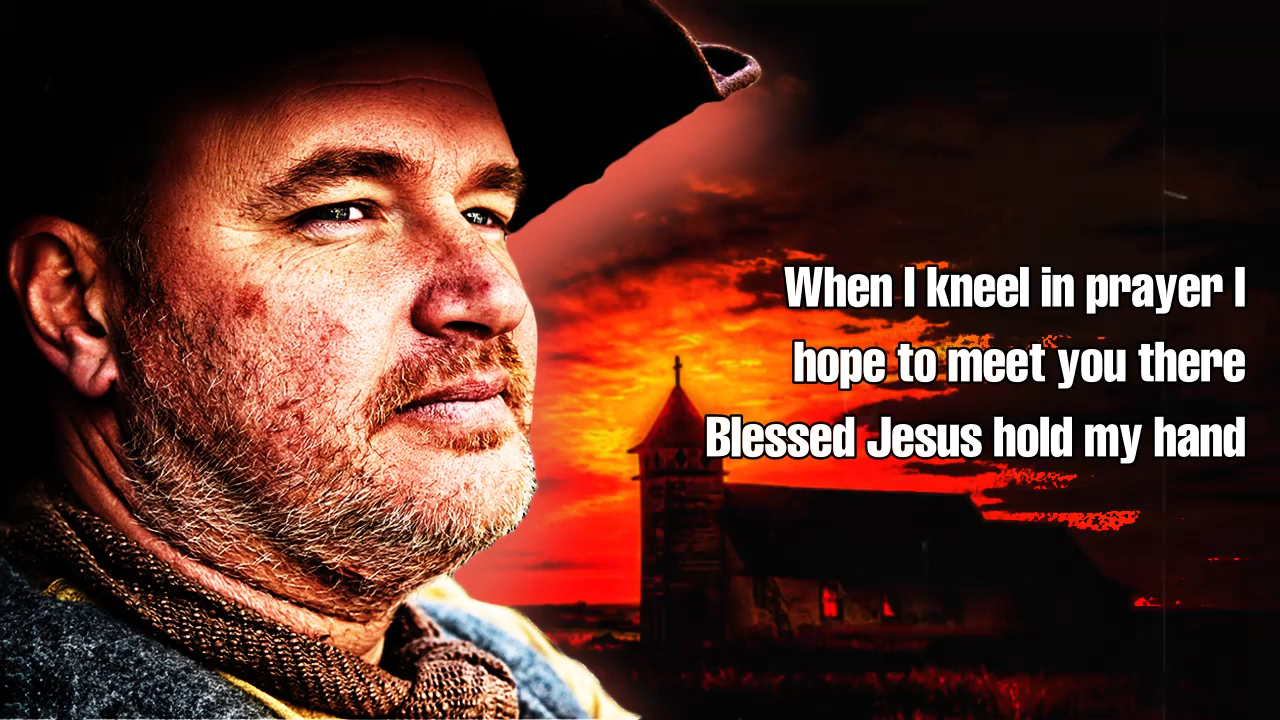 When I kneel in prayer I
hope to meet you there
Blessed Jesus hold my hand